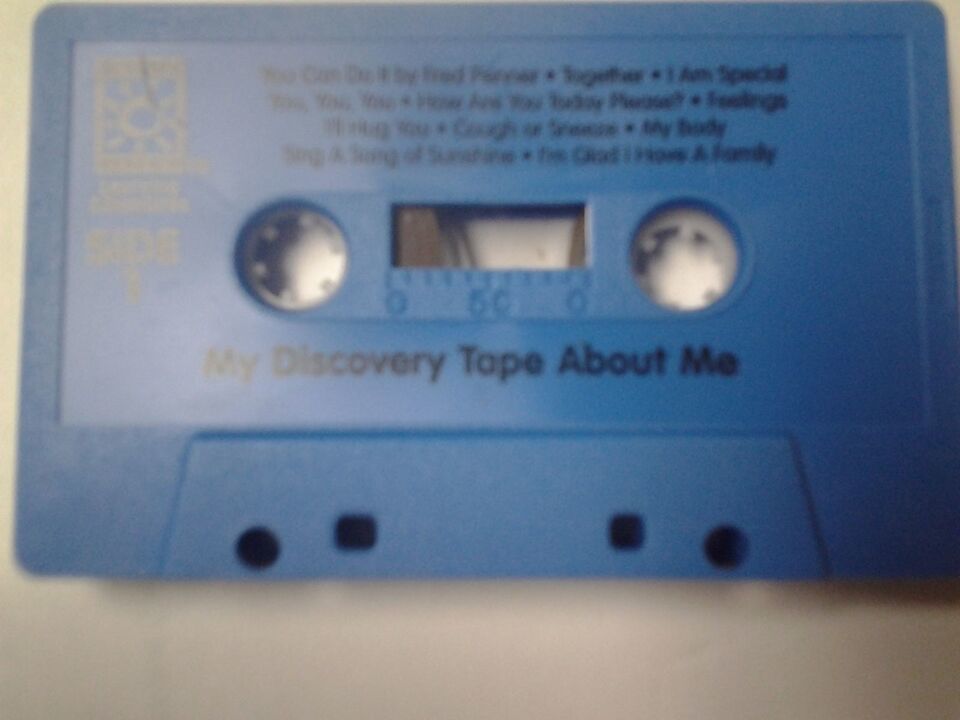 You Can Do It by Fred Penner • Together • I Am Special
You, You, You • How Are You Today Please? • Feelings
I'll Hug You • Cough or Sneeze • My Body
Sing A Song of Sunshine • I'm Glad I Have A Family
SIDE
1
0 50 0
My Discovery Tape About Me